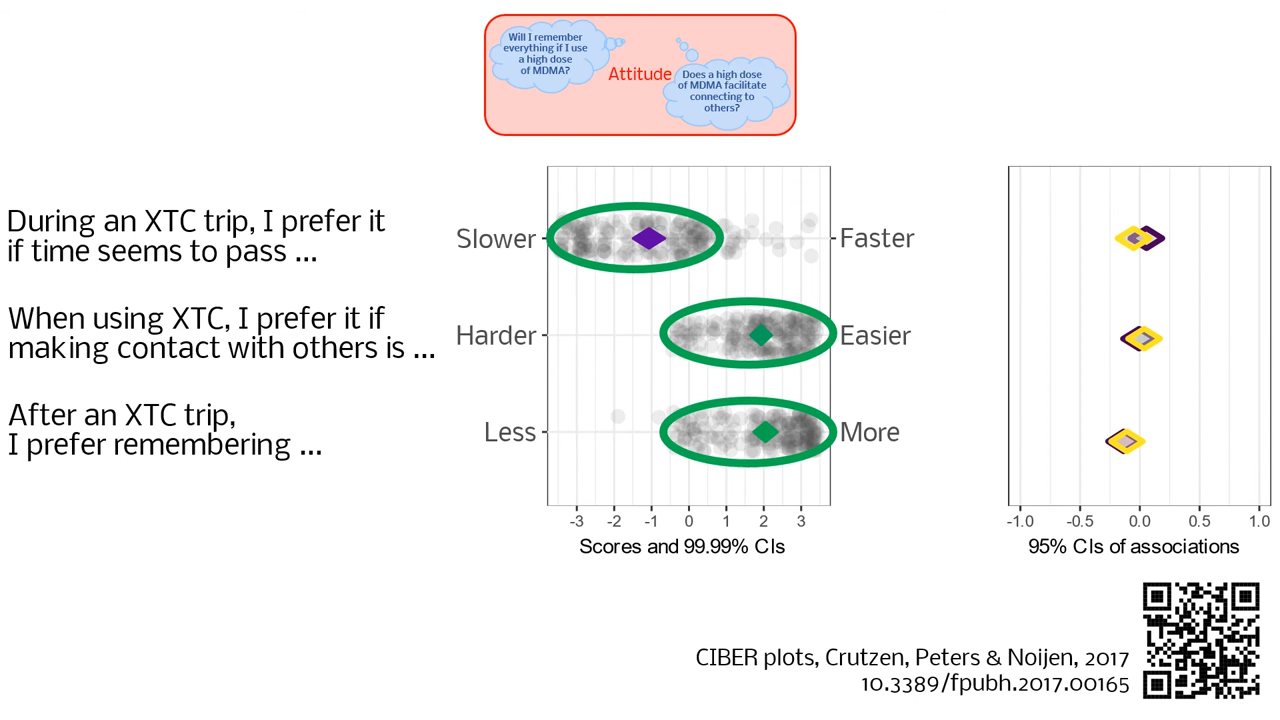 Will I remember
everything if I use
a high dose
of MDMA?
Attitude
Does a high dose
of MDMA facilitate
connecting to
others?
During an XTC trip, I prefer it
if time seems to pass ...
Slower
Faster
When using XTC, I prefer it if
making contact with others is ...
Harder
Easier
After an XTC trip,
I prefer remembering ...
Less
More
-3 -2 -1 0 1 2 3
Scores and 99.99% CIs
-1.0 -0.5 0.0 0.5 1.0
95% CIs of associations
CIBER plots, Crutzen, Peters & Noijen, 2017
10.3389/fpubh.2017.00165